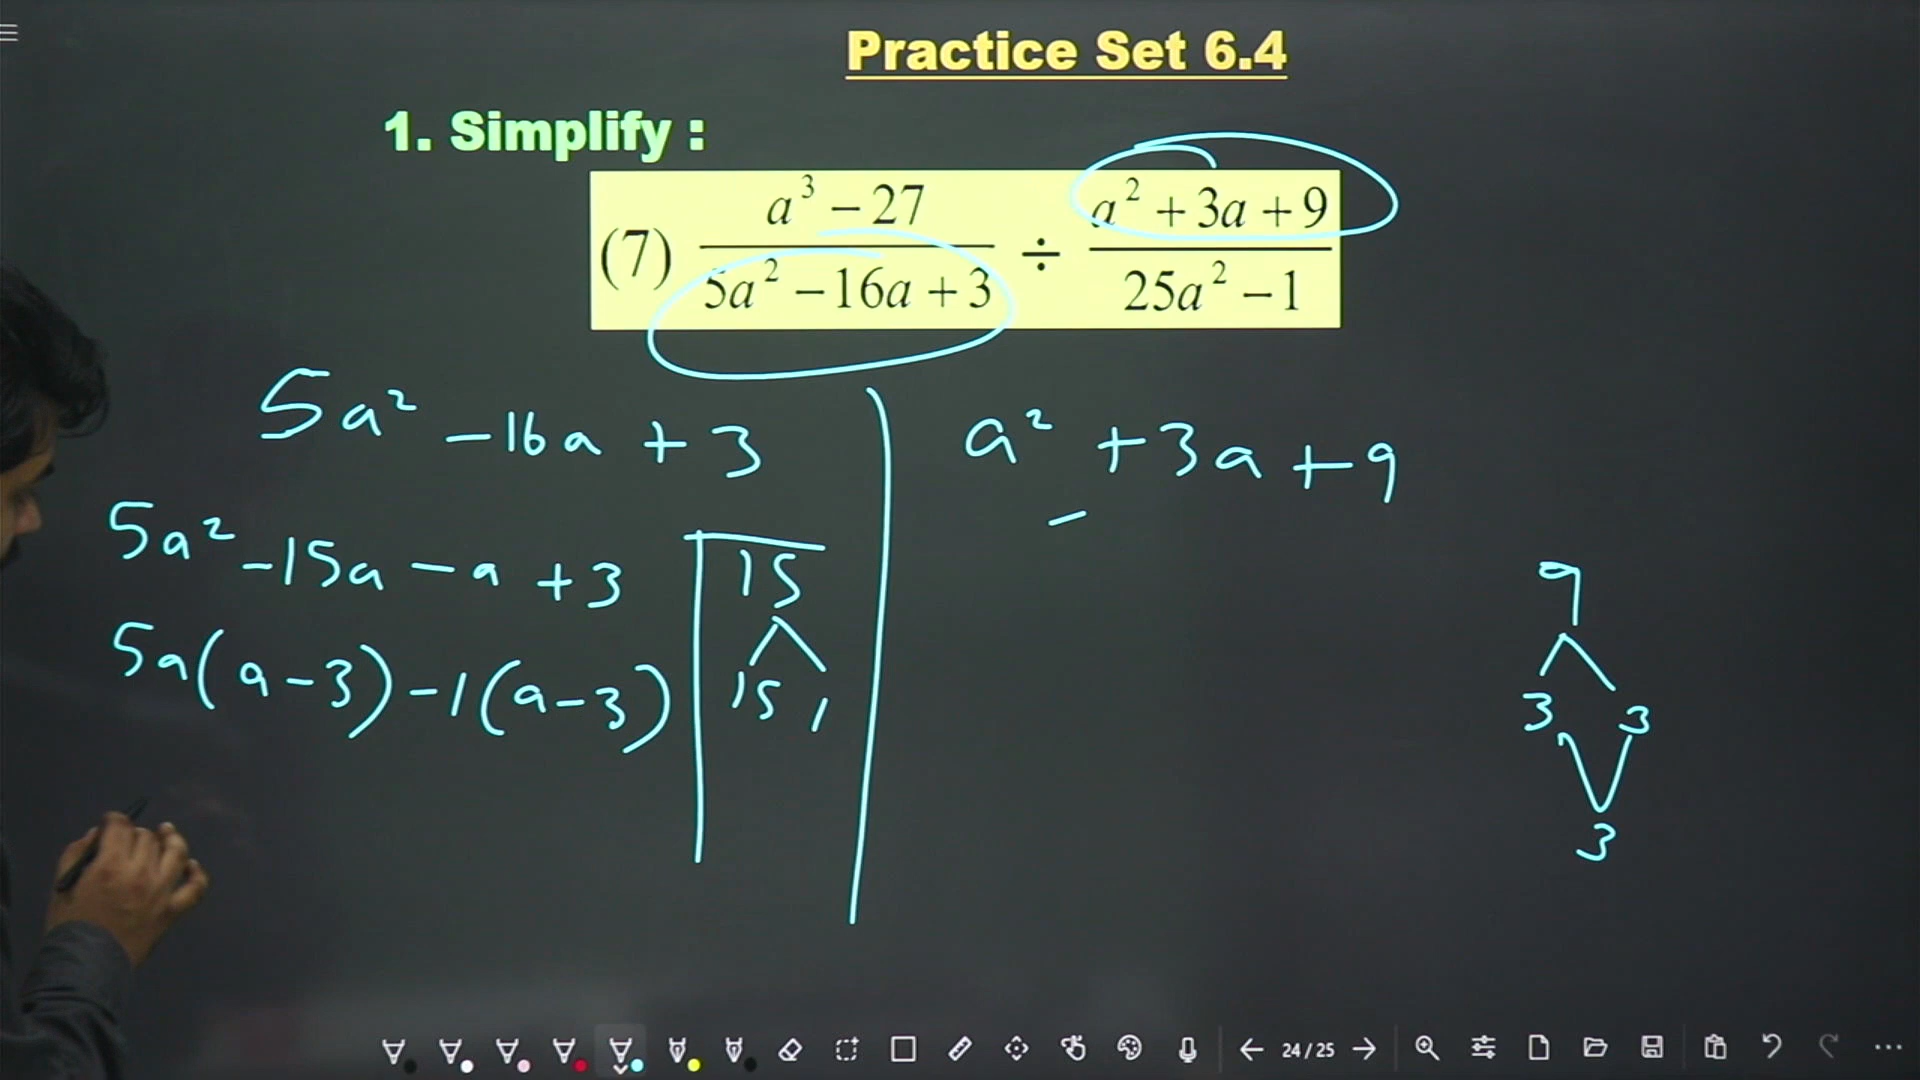 Practice Set 6.4
1. Simplify :
(7) a³ − 27 / 5a² − 16a + 3 ÷ a² + 3a + 9 / 25a² − 1
5a² − 16a + 3
5a² − 15a − a + 3
5a(a − 3) − 1(a − 3)
15
15 1
a² + 3a + 9
−
9
3 3
3
24 / 25